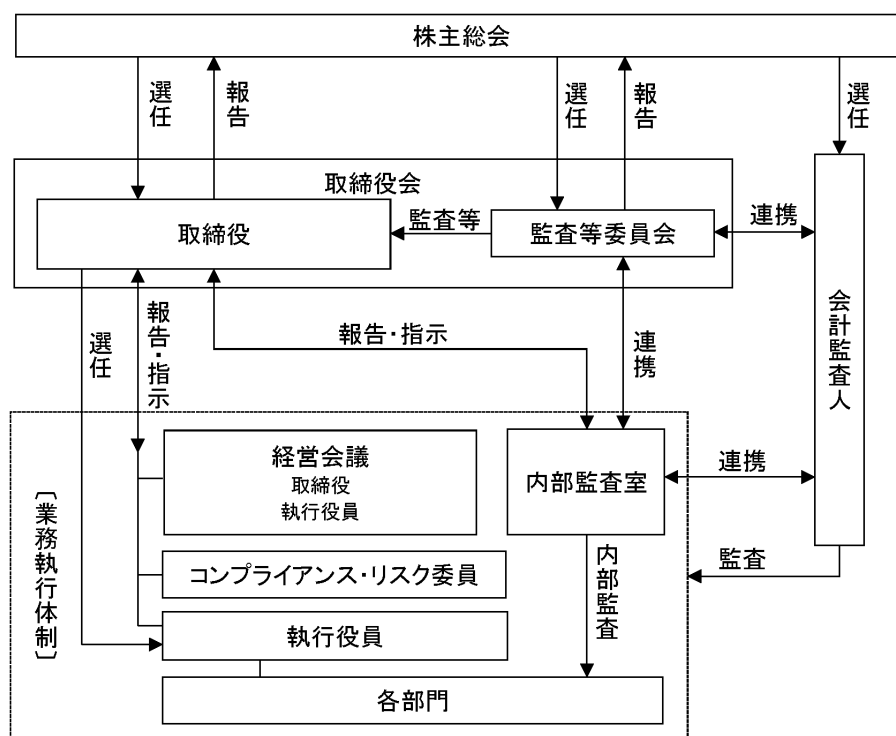 株主総会
選任
報告
選任
報告
選任
取締役会
取締役
監査等
監査等委員会
連携
会計監査人
選任
報告・指示
報告・指示
連携
〔業務執行体制〕
経営会議
取締役
執行役員
内部監査室
連携
コンプライアンス・リスク委員
内部監査
監査
執行役員
各部門